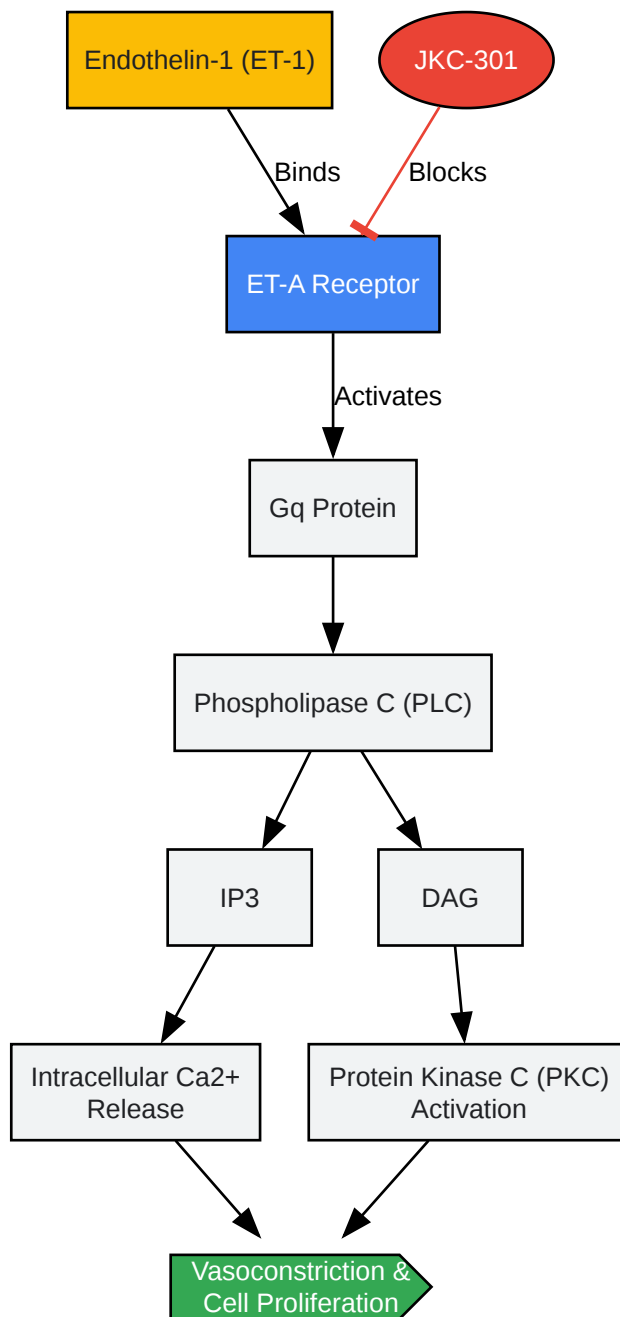 Endothelin-1 (ET-1)
JKC-301
Binds
Blocks
ET-A Receptor
Activates
Gq Protein
Phospholipase C (PLC)
IP3
DAG
Intracellular Ca2+
Release
Protein Kinase C (PKC)
Activation
Vasoconstriction &
Cell Proliferation